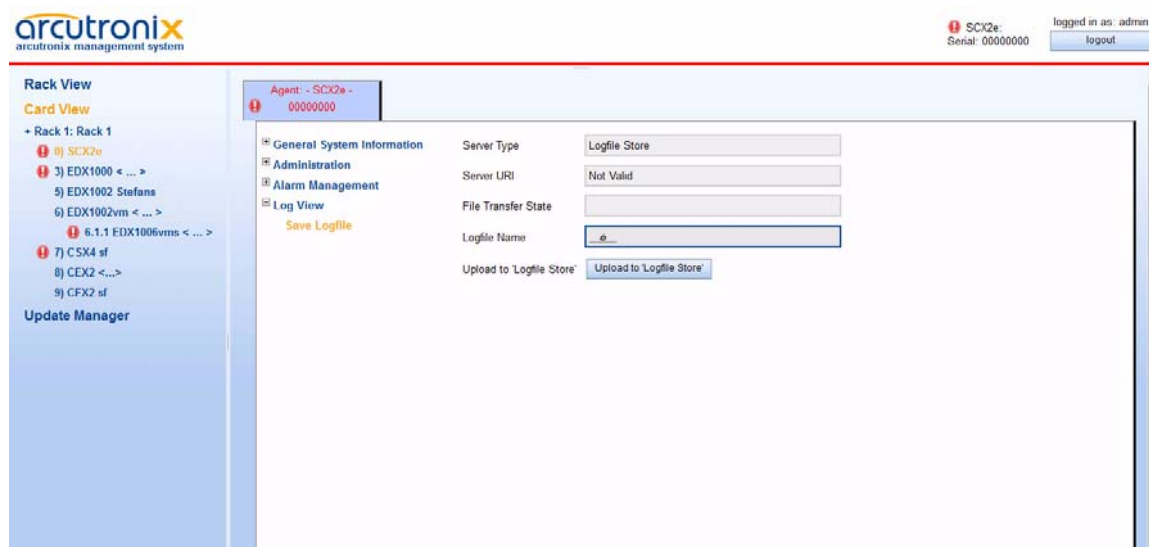 arcutronix
arcutronix management system
SCX2e:
Serial: 00000000
logged in as: admin
logout
Rack View
Card View
+ Rack 1: Rack 1
0) SCX2e
3) EDX1000 < ... >
5) EDX1002 Stefans
6) EDX1002vm < ... >
6.1.1 EDX1006vms < ... >
7) CSX4 sf
8) CEX2 <...>
9) CFX2 sf
Update Manager
Agent: - SCX2e -
00000000
General System Information
Administration
Alarm Management
Log View
Save Logfile
Server Type
Logfile Store
Server URI
Not Valid
File Transfer State
Logfile Name
Upload to 'Logfile Store'
Upload to 'Logfile Store'